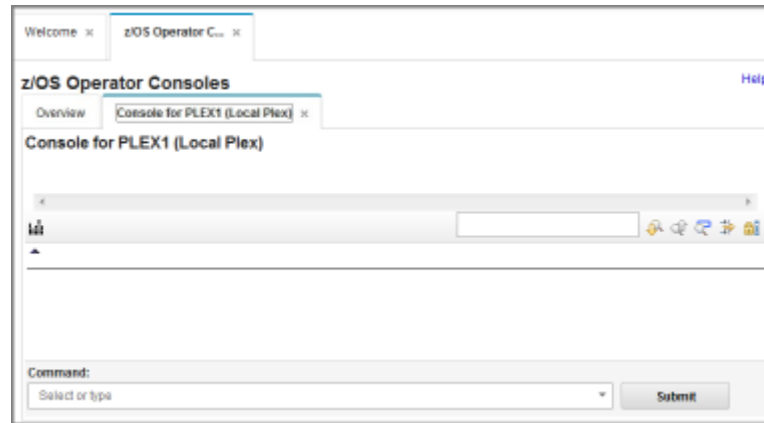 Welcome × z/OS Operator C... ×
z/OS Operator Consoles Help
Overview Console for PLEX1 (Local Plex) ×
Console for PLEX1 (Local Plex)
Command:
Select or type Submit